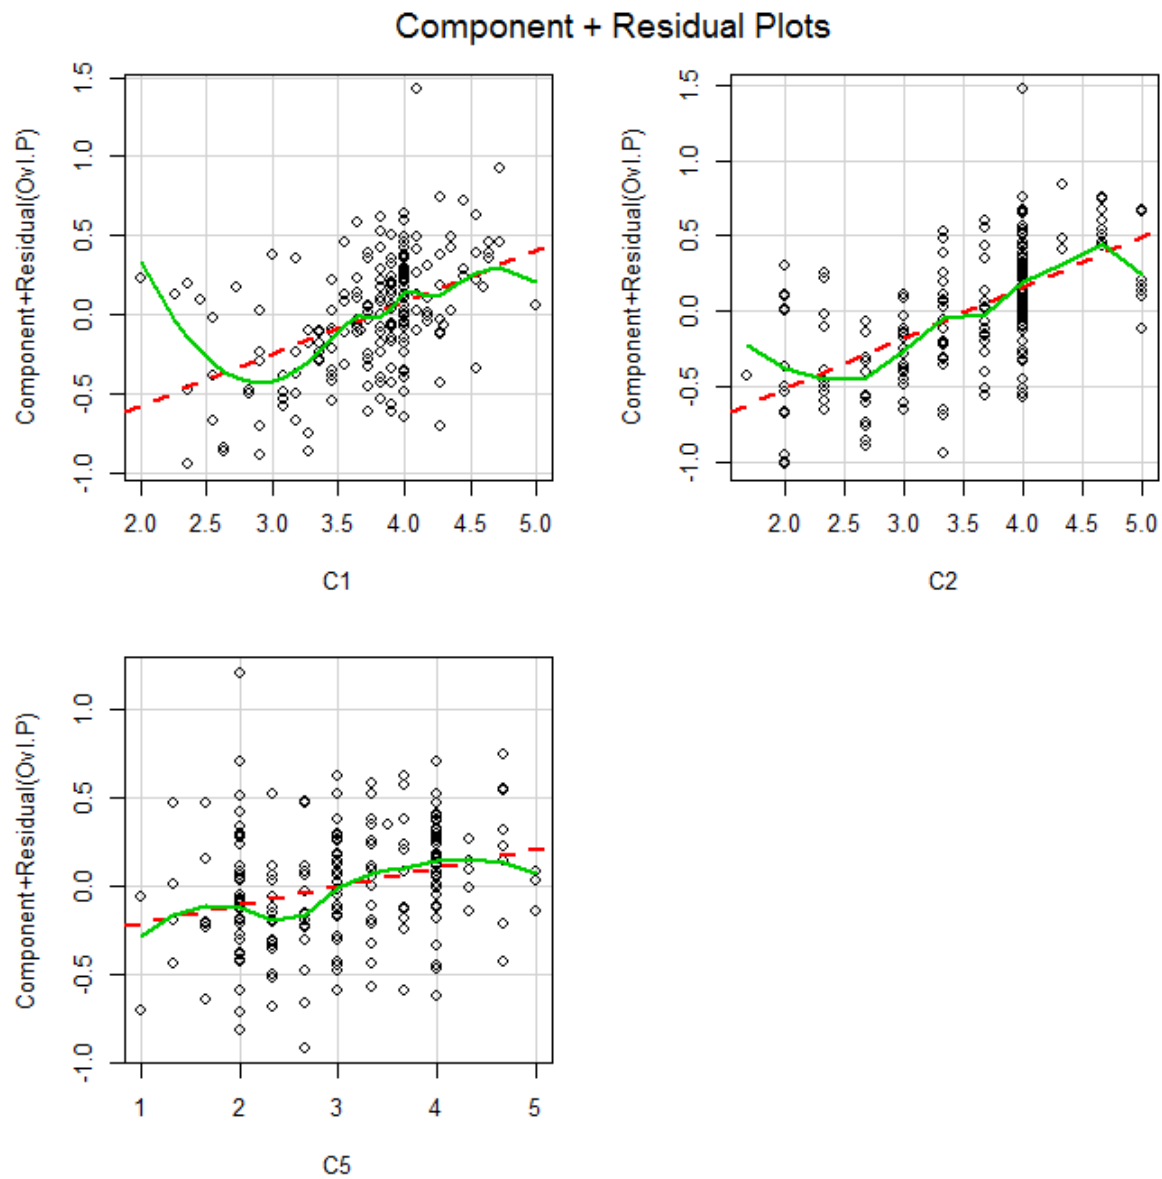 Component + Residual Plots
Component+Residual(Ovl.P)
-1.0 -0.5 0.0 0.5 1.0 1.5
2.0 2.5 3.0 3.5 4.0 4.5 5.0
C1
Component+Residual(Ovl.P)
-1.0 -0.5 0.0 0.5 1.0 1.5
2.0 2.5 3.0 3.5 4.0 4.5 5.0
C2
Component+Residual(Ovl.P)
-1.0 -0.5 0.0 0.5 1.0
1 2 3 4 5
C5